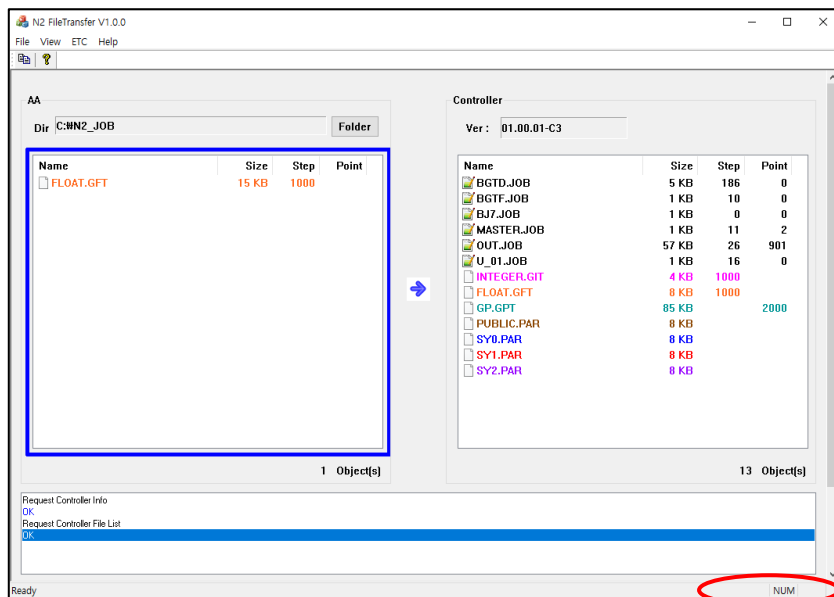 N2 FileTransfer V1.0.0
File View ETC Help
AA
Dir C:₩N2_JOB Folder
Name Size Step Point
FLOAT.GFT 15 KB 1000
1 Object(s)
Controller
Ver : 01.00.01-C3
Name Size Step Point
BGTD.JOB 5 KB 186 0
BGTF.JOB 1 KB 10 0
BJ7.JOB 1 KB 0 0
MASTER.JOB 1 KB 11 2
OUT.JOB 57 KB 26 901
U_01.JOB 1 KB 16 0
INTEGER.GIT 4 KB 1000
FLOAT.GFT 8 KB 1000
GP.GPT 85 KB 2000
PUBLIC.PAR 8 KB
SY0.PAR 8 KB
SY1.PAR 8 KB
SY2.PAR 8 KB
13 Object(s)
Request Controller Info
OK
Request Controller File List
OK
Ready NUM